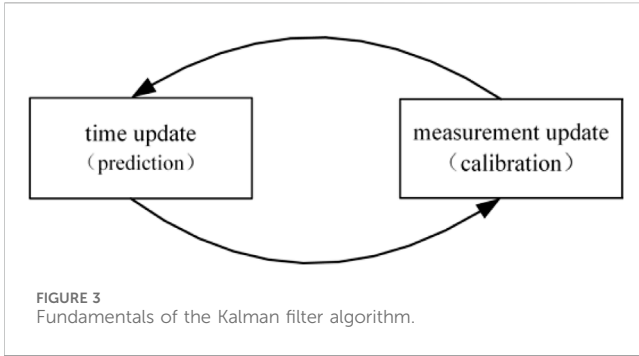 time update
（prediction）
measurement update
（calibration）
FIGURE 3
Fundamentals of the Kalman filter algorithm.